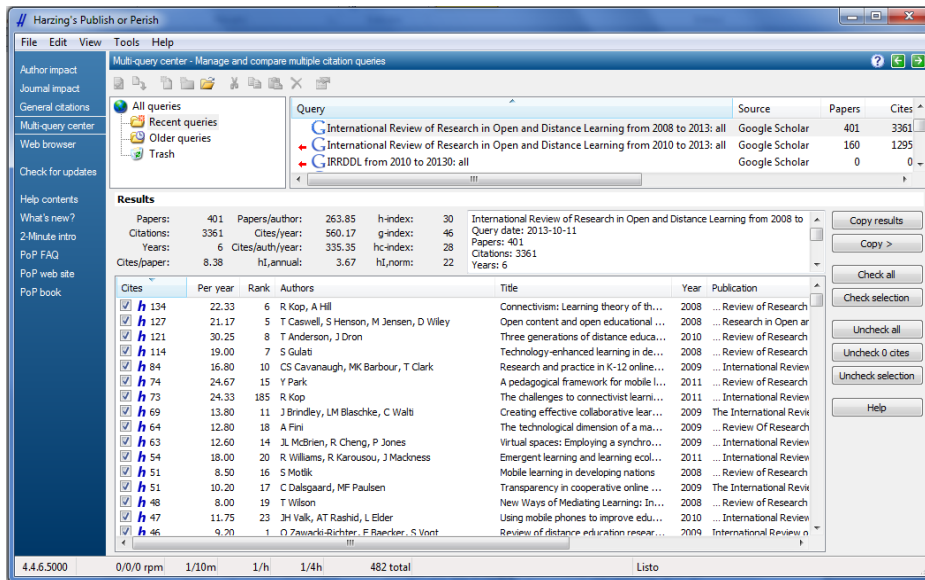 Harzing's Publish or Perish
File Edit View Tools Help
Author impact
Journal impact
General citations
Multi-query center
Web browser
Check for updates
Help contents
What's new?
2-Minute intro
PoP FAQ
PoP web site
PoP book
Multi-query center - Manage and compare multiple citation queries
All queries
Recent queries
Older queries
Trash
Query Source Papers Cites
International Review of Research in Open and Distance Learning from 2008 to 2013: all Google Scholar 401 3361
International Review of Research in Open and Distance Learning from 2010 to 2013: all Google Scholar 160 1295
IRRDDL from 2010 to 20130: all Google Scholar 0 0
Results
Papers: 401 Papers/author: 263.85 h-index: 30
Citations: 3361 Cites/year: 560.17 g-index: 46
Years: 6 Cites/auth/year: 335.35 hc-index: 28
Cites/paper: 8.38 hI,annual: 3.67 hI,norm: 22
International Review of Research in Open and Distance Learning from 2008 to
Query date: 2013-10-11
Papers: 401
Citations: 3361
Years: 6
Copy results
Copy >
Check all
Check selection
Uncheck all
Uncheck 0 cites
Uncheck selection
Help
Cites Per year Rank Authors Title Year Publication
h 134 22.33 6 R Kop, A Hill Connectivism: Learning theory of th... 2008 ... Review of Research
h 127 21.17 5 T Caswell, S Henson, M Jensen, D Wiley Open content and open educational ... 2008 ... Research in Open ar
h 121 30.25 8 T Anderson, J Dron Three generations of distance educa... 2010 ... Review of Research
h 114 19.00 7 S Gulati Technology-enhanced learning in de... 2008 ... Review of Research
h 84 16.80 10 CS Cavanaugh, MK Barbour, T Clark Research and practice in K-12 online... 2009 ... International Review
h 74 24.67 15 Y Park A pedagogical framework for mobile l... 2011 ... International Review
h 73 24.33 185 R Kop The challenges to connectivist learni... 2011 ... International Review
h 69 13.80 11 J Brindley, LM Blaschke, C Walti Creating effective collaborative lear... 2009 The International Revie
h 64 12.80 18 A Fini The technological dimension of a ma... 2009 ... Review Of Research
h 63 12.60 14 JL McBrien, R Cheng, P Jones Virtual spaces: Employing a synchro... 2009 ... International Review
h 54 18.00 20 R Williams, R Karousou, J Mackness Emergent learning and learning ecol... 2011 ... International Review
h 51 8.50 16 S Motlik Mobile learning in developing nations 2008 ... Review of Research
h 51 10.20 17 C Dalsgaard, MF Paulsen Transparency in cooperative online ... 2009 The International Revie
h 48 8.00 19 T Wilson New Ways of Mediating Learning: In... 2008 ... Review of Research
h 47 11.75 23 JH Valk, AT Rashid, L Elder Using mobile phones to improve edu... 2010 ... International Review
h 46 9.20 1 O Zawacki-Richter, E Baecker, S Vogt Review of distance education resear... 2009 International Review o
4.4.6.5000 0/0/0 rpm 1/10m 1/h 1/4h 482 total Listo